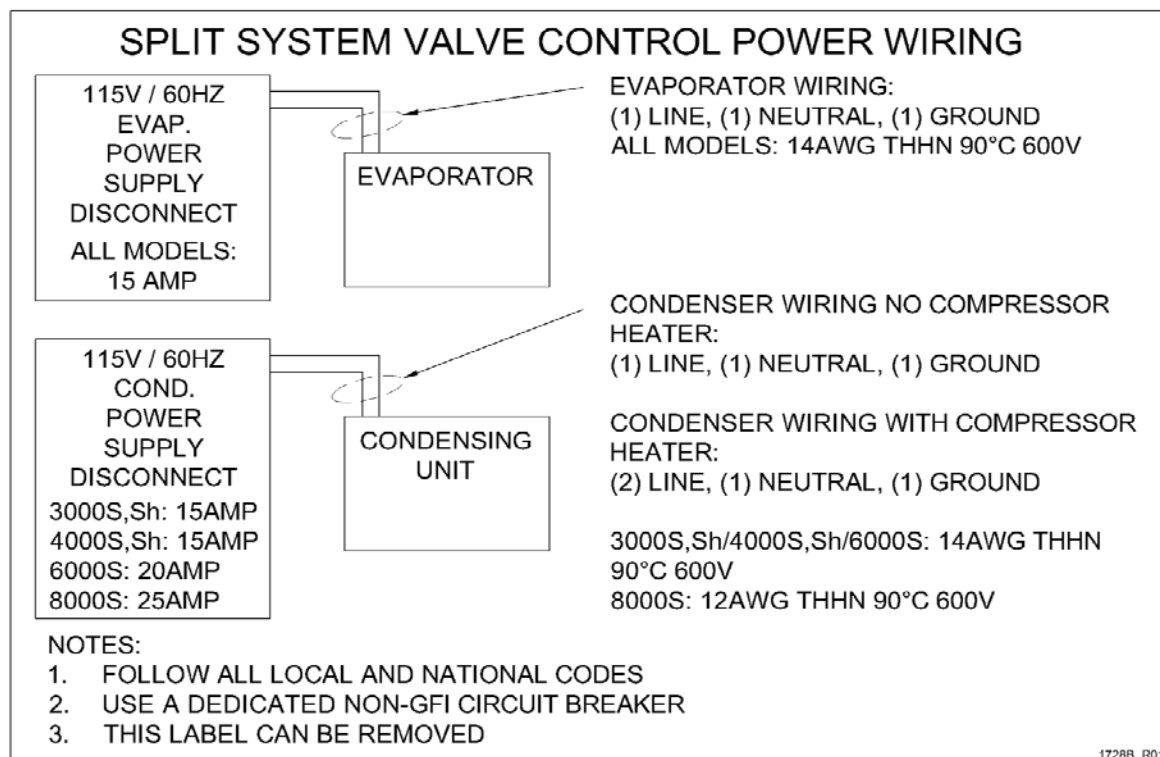 SPLIT SYSTEM VALVE CONTROL POWER WIRING
115V / 60HZ
EVAP.
POWER
SUPPLY
DISCONNECT
ALL MODELS:
15 AMP
EVAPORATOR
EVAPORATOR WIRING:
(1) LINE, (1) NEUTRAL, (1) GROUND
ALL MODELS: 14AWG THHN 90°C 600V
115V / 60HZ
COND.
POWER
SUPPLY
DISCONNECT
3000S,Sh: 15AMP
4000S,Sh: 15AMP
6000S: 20AMP
8000S: 25AMP
CONDENSING
UNIT
CONDENSER WIRING NO COMPRESSOR
HEATER:
(1) LINE, (1) NEUTRAL, (1) GROUND
CONDENSER WIRING WITH COMPRESSOR
HEATER:
(2) LINE, (1) NEUTRAL, (1) GROUND
3000S,Sh/4000S,Sh/6000S: 14AWG THHN
90°C 600V
8000S: 12AWG THHN 90°C 600V
NOTES:
1. FOLLOW ALL LOCAL AND NATIONAL CODES
2. USE A DEDICATED NON-GFI CIRCUIT BREAKER
3. THIS LABEL CAN BE REMOVED